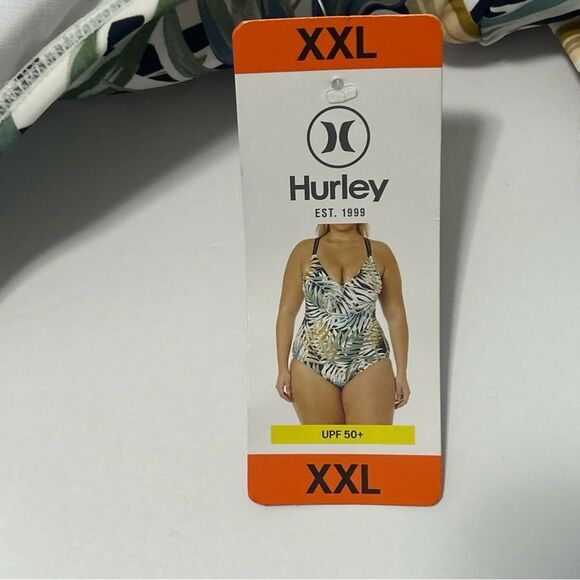 XXL
Hurley
EST. 1999
UPF 50+
XXL